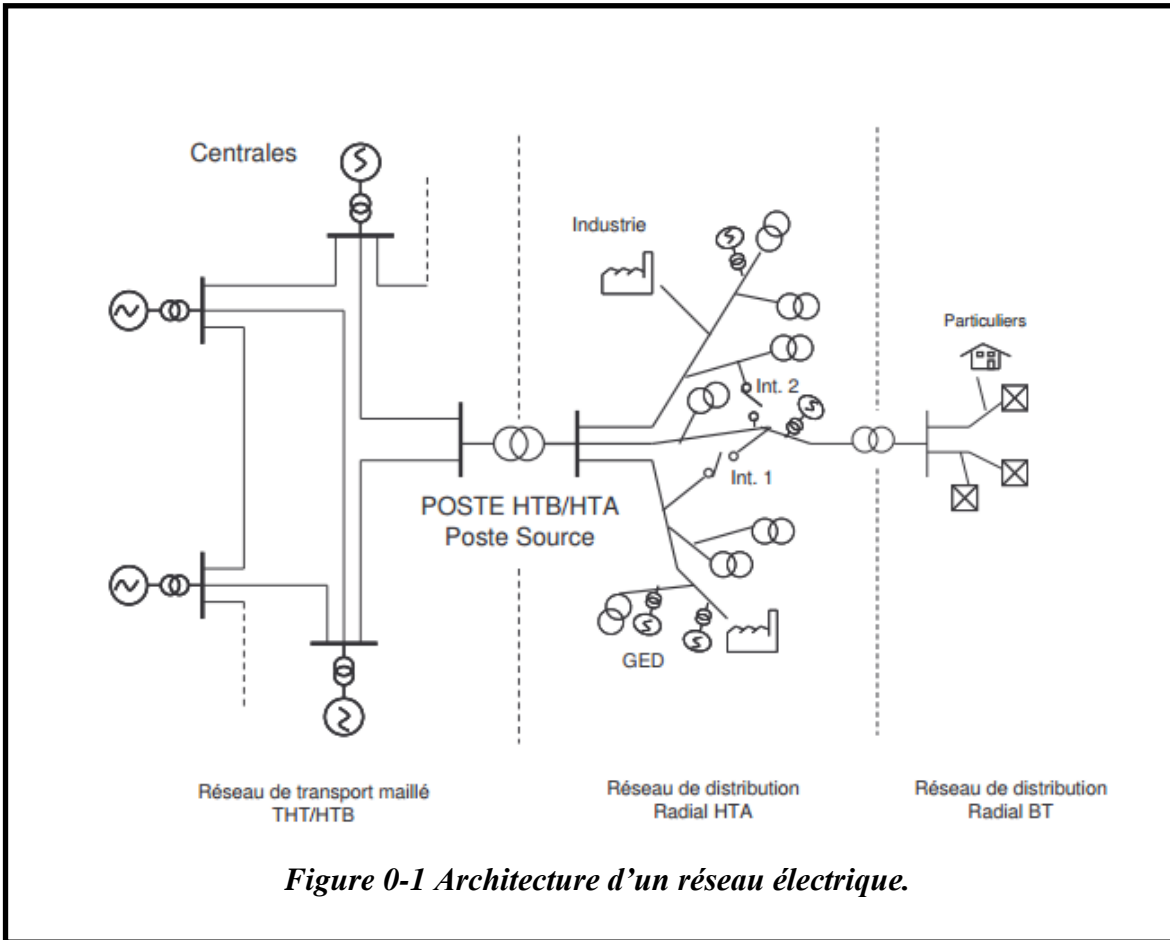 Centrales
Industrie
Particuliers
Int. 2
Int. 1
POSTE HTB/HTA
Poste Source
GED
Réseau de transport maillé
THT/HTB
Réseau de distribution
Radial HTA
Réseau de distribution
Radial BT
Figure 0-1 Architecture d’un réseau électrique.